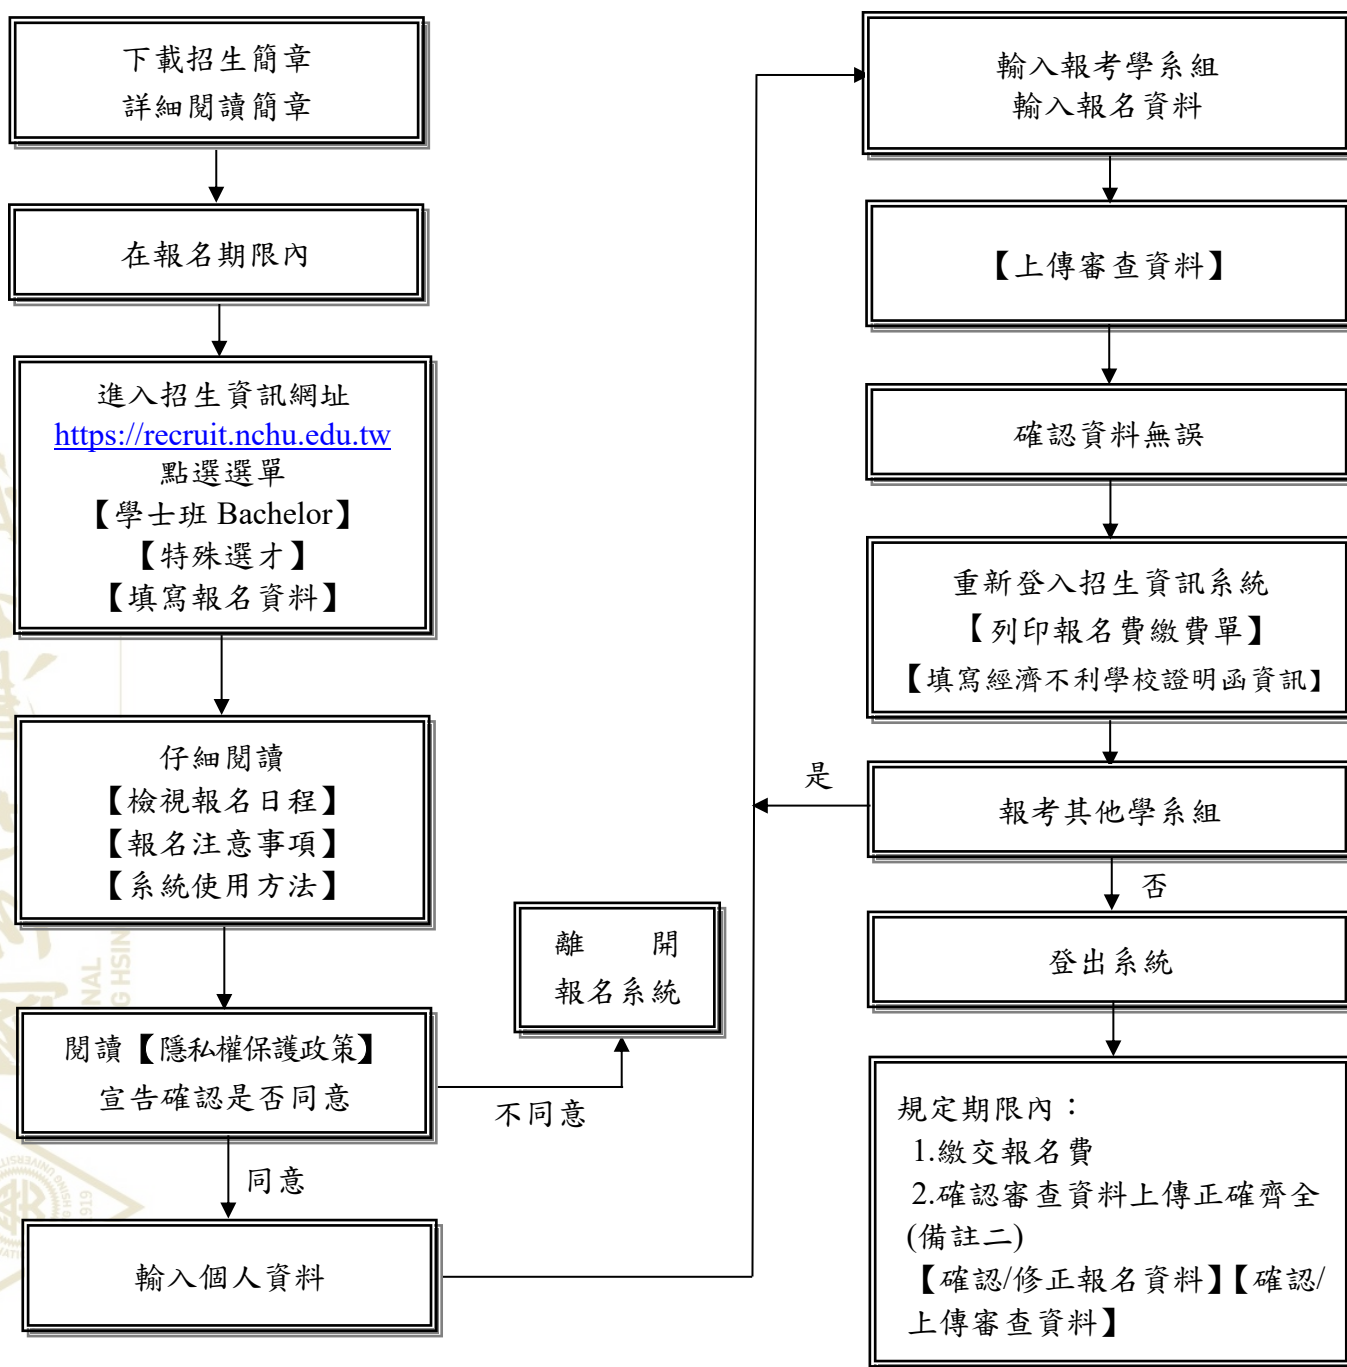 下載招生簡章
詳細閱讀簡章
在報名期限內
進入招生資訊網址
https://recruit.nchu.edu.tw
點選選單
【學士班 Bachelor】
【特殊選才】
【填寫報名資料】
仔細閱讀
【檢視報名日程】
【報名注意事項】
【系統使用方法】
閱讀【隱私權保護政策】
宣告確認是否同意
不同意
離 開
報名系統
同意
輸入個人資料
輸入報考學系組
輸入報名資料
【上傳審查資料】
確認資料無誤
重新登入招生資訊系統
【列印報名費繳費單】
【填寫經濟不利學校證明函資訊】
是
報考其他學系組
否
登出系統
規定期限內：
1.繳交報名費
2.確認審查資料上傳正確齊全
(備註二)
【確認/修正報名資料】【確認/
上傳審查資料】
NAL
G HSIN
1919